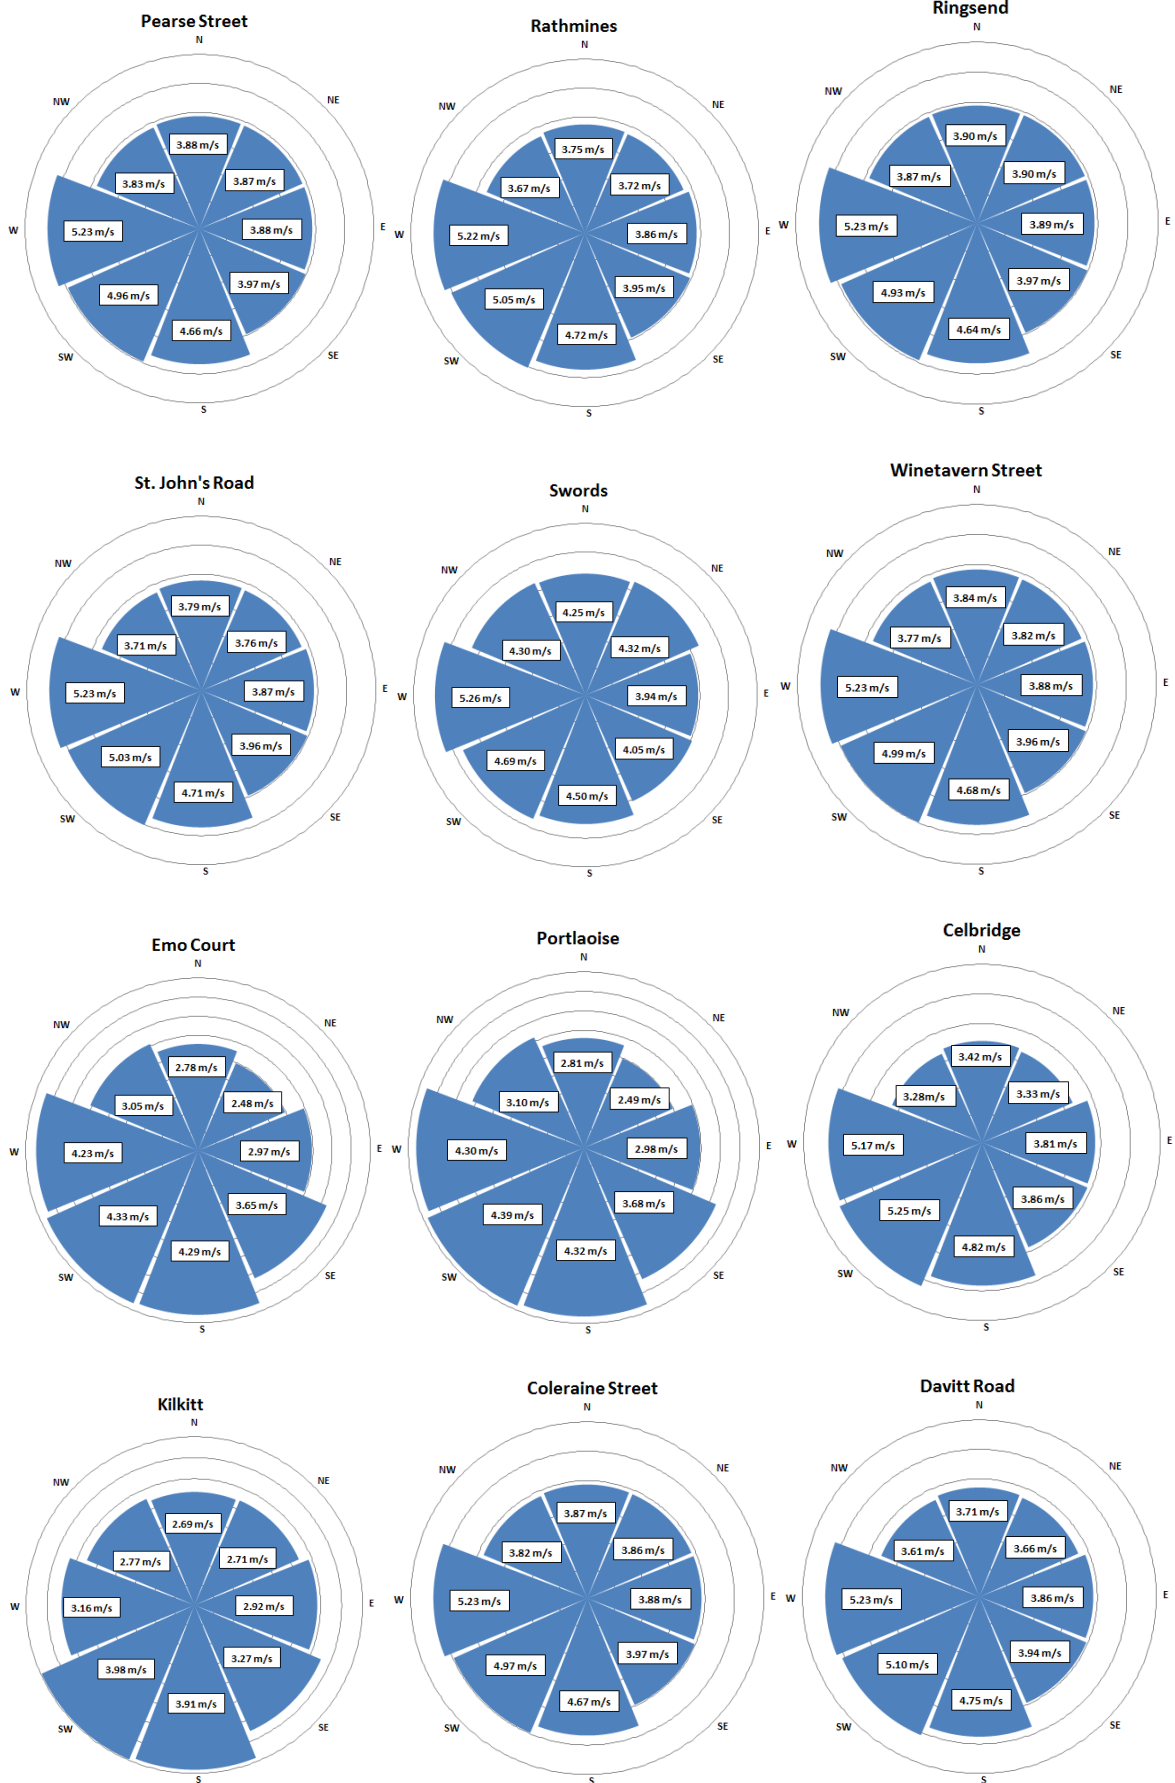 Pearse Street
N
NW
NE
3.88 m/s
3.83 m/s
3.87 m/s
W
5.23 m/s
3.88 m/s
E
4.96 m/s
3.97 m/s
4.66 m/s
SW
SE
S
Rathmines
N
NW
NE
3.75 m/s
3.67 m/s
3.72 m/s
W
5.22 m/s
3.86 m/s
E
5.05 m/s
3.95 m/s
4.72 m/s
SW
SE
S
Ringsend
N
NW
NE
3.90 m/s
3.87 m/s
3.90 m/s
W
5.23 m/s
3.89 m/s
E
4.93 m/s
3.97 m/s
4.64 m/s
SW
SE
S
St. John's Road
N
NW
NE
3.79 m/s
3.71 m/s
3.76 m/s
W
5.23 m/s
3.87 m/s
E
5.03 m/s
3.96 m/s
4.71 m/s
SW
SE
S
Swords
N
NW
NE
4.25 m/s
4.30 m/s
4.32 m/s
W
5.26 m/s
3.94 m/s
E
4.69 m/s
4.05 m/s
4.50 m/s
SW
SE
S
Winetavern Street
N
NW
NE
3.84 m/s
3.77 m/s
3.82 m/s
W
5.23 m/s
3.88 m/s
E
4.99 m/s
3.96 m/s
4.68 m/s
SW
SE
S
Emo Court
N
NW
NE
2.78 m/s
3.05 m/s
2.48 m/s
W
4.23 m/s
2.97 m/s
E
4.33 m/s
3.65 m/s
4.29 m/s
SW
SE
S
Portlaoise
N
NW
NE
2.81 m/s
3.10 m/s
2.49 m/s
W
4.30 m/s
2.98 m/s
E
4.39 m/s
3.68 m/s
4.32 m/s
SW
SE
S
Celbridge
N
NW
NE
3.42 m/s
3.28m/s
3.33 m/s
W
5.17 m/s
3.81 m/s
E
5.25 m/s
3.86 m/s
4.82 m/s
SW
SE
S
Kilkitt
N
NW
NE
2.69 m/s
2.77 m/s
2.71 m/s
W
3.16 m/s
2.92 m/s
E
3.98 m/s
3.27 m/s
3.91 m/s
SW
SE
S
Coleraine Street
N
NW
NE
3.87 m/s
3.82 m/s
3.86 m/s
W
5.23 m/s
3.88 m/s
E
4.97 m/s
3.97 m/s
4.67 m/s
SW
SE
S
Davitt Road
N
NW
NE
3.71 m/s
3.61 m/s
3.66 m/s
W
5.23 m/s
3.86 m/s
E
5.10 m/s
3.94 m/s
4.75 m/s
SW
SE
S